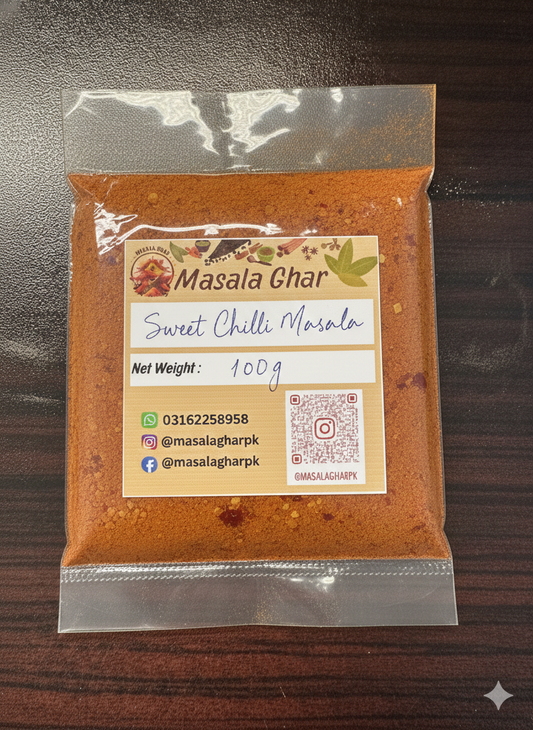 Masala Ghar
Sweet Chilli Masala
Net Weight : 100g
03162258958
@masalagharpk
@masalagharpk
@MASALAGHARPK